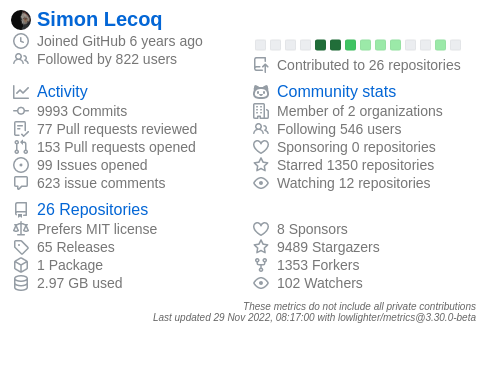 Simon Lecoq
Joined GitHub 6 years ago
Followed by 822 users
Contributed to 26 repositories
Activity
9993 Commits
77 Pull requests reviewed
153 Pull requests opened
99 Issues opened
623 issue comments
Community stats
Member of 2 organizations
Following 546 users
Sponsoring 0 repositories
Starred 1350 repositories
Watching 12 repositories
26 Repositories
Prefers MIT license
65 Releases
1 Package
2.97 GB used
8 Sponsors
9489 Stargazers
1353 Forkers
102 Watchers
These metrics do not include all private contributions
Last updated 29 Nov 2022, 08:17:00 with lowlighter/metrics@3.30.0-beta